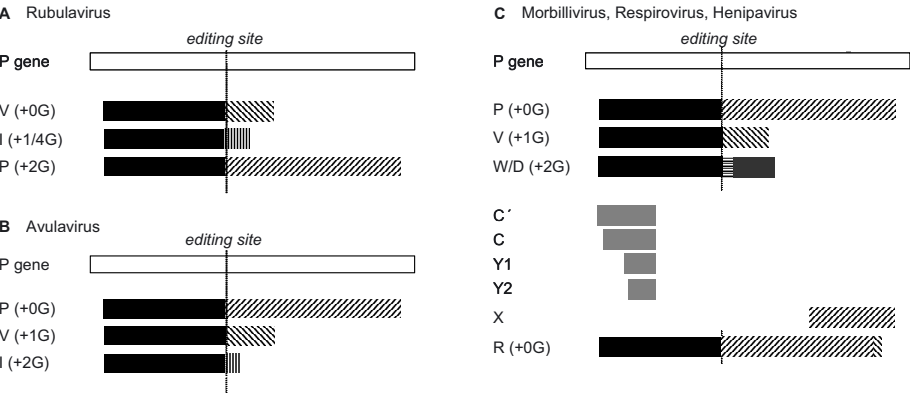 A Rubulavirus
editing site
P gene
V (+0G)
I (+1/4G)
P (+2G)
B Avulavirus
editing site
P gene
P (+0G)
V (+1G)
I (+2G)
C Morbillivirus, Respirovirus, Henipavirus
editing site
P gene
P (+0G)
V (+1G)
W/D (+2G)
C´
C
Y1
Y2
X
R (+0G)